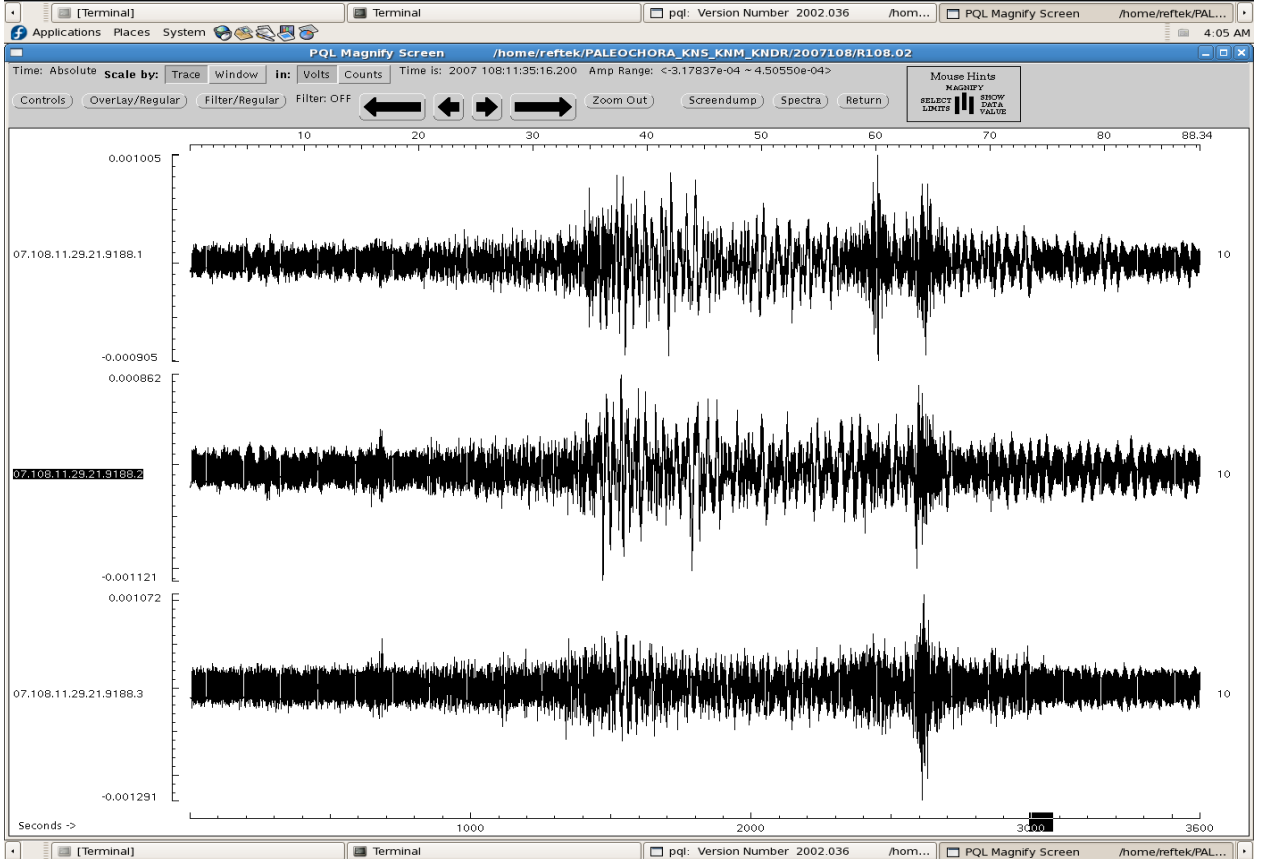 [Terminal] Terminal pql: Version Number 2002.036 /hom... PQL Magnify Screen /home/reftek/PAL...
Applications Places System 4:05 AM
PQL Magnify Screen /home/reftek/PALEOCHORA_KNS_KNM_KNDR/2007108/R108.02
Time: Absolute Scale by: Trace Window in: Volts Counts Time is: 2007 108:11:35:16.200 Amp Range: <-3.17837e-04 ~ 4.50550e-04>
Controls OverLay/Regular Filter/Regular Filter: OFF Zoom Out Screendump Spectra Return
Mouse Hints
MAGNIFY
SELECT LIMITS
SHOW DATA VALUE
10 20 30 40 50 60 70 80 88.34
0.001005
07.108.11.29.21.9188.1 10
-0.000905
0.000862
07.108.11.29.21.9188.2 10
-0.001121
0.001072
07.108.11.29.21.9188.3 10
-0.001291
Seconds -> 1000 2000 3000 3600
[Terminal] Terminal pql: Version Number 2002.036 /hom... PQL Magnify Screen /home/reftek/PAL...